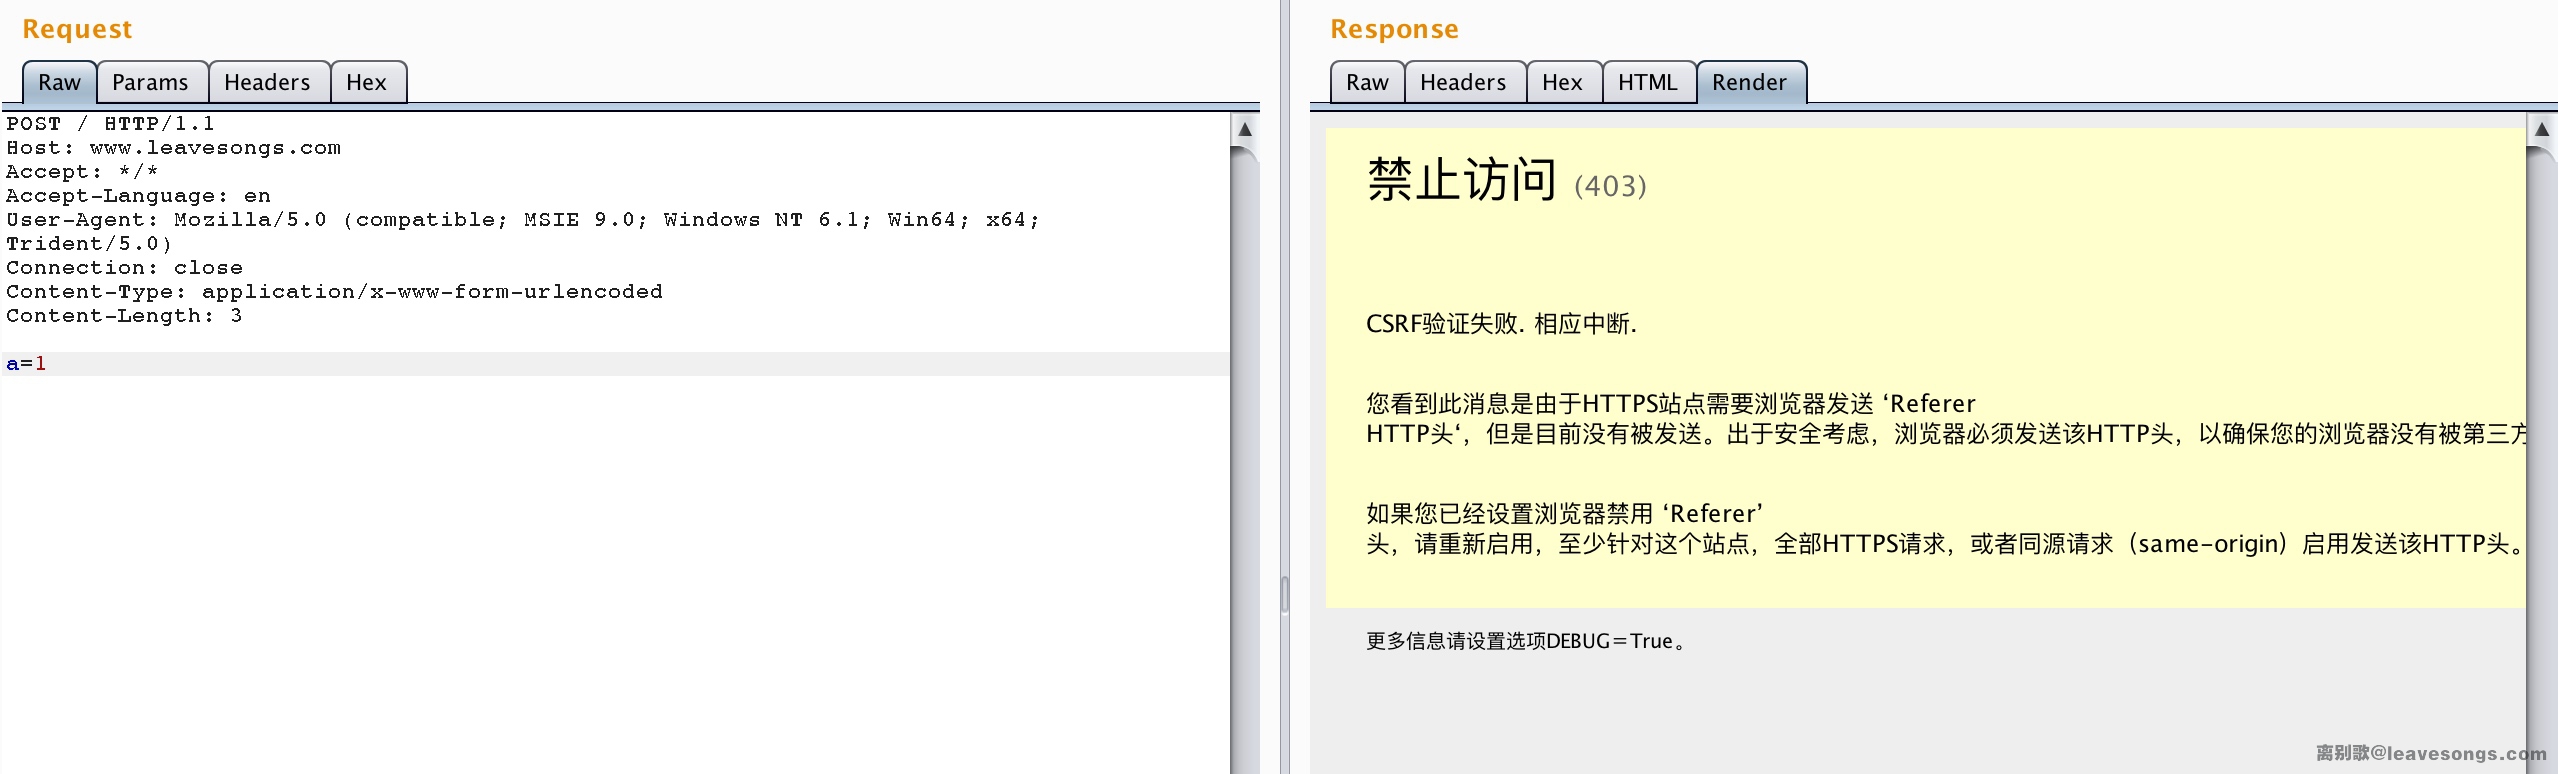 Request
Raw Params Headers Hex
POST / HTTP/1.1
Host: www.leavesongs.com
Accept: */*
Accept-Language: en
User-Agent: Mozilla/5.0 (compatible; MSIE 9.0; Windows NT 6.1; Win64; x64;
Trident/5.0)
Connection: close
Content-Type: application/x-www-form-urlencoded
Content-Length: 3
a=1
Response
Raw Headers Hex HTML Render
禁止访问 (403)
CSRF验证失败. 相应中断.
您看到此消息是由于HTTPS站点需要浏览器发送 ‘Referer
HTTP头‘，但是目前没有被发送。出于安全考虑，浏览器必须发送该HTTP头，以确保您的浏览器没有被第三方
如果您已经设置浏览器禁用 ‘Referer’
头，请重新启用，至少针对这个站点，全部HTTPS请求，或者同源请求（same-origin）启用发送该HTTP头。
更多信息请设置选项DEBUG＝True。
离别歌@leavesongs.com